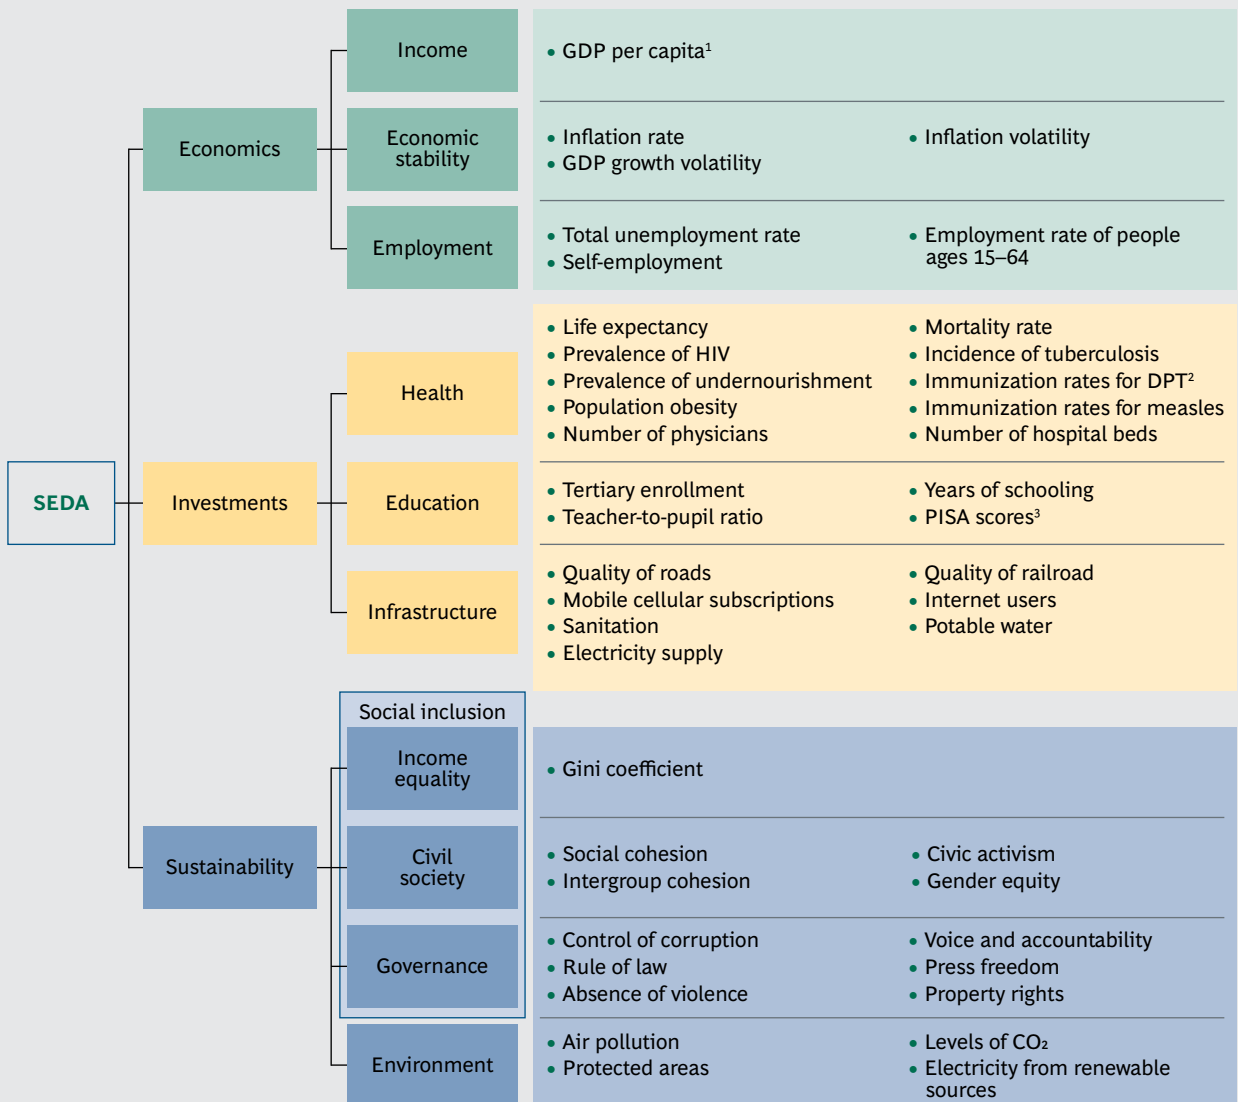 SEDA
Economics
Income
• GDP per capita¹
Economic
stability
• Inflation rate
• GDP growth volatility
• Inflation volatility
Employment
• Total unemployment rate
• Self-employment
• Employment rate of people
ages 15–64
Investments
Health
• Life expectancy
• Prevalence of HIV
• Prevalence of undernourishment
• Population obesity
• Number of physicians
• Mortality rate
• Incidence of tuberculosis
• Immunization rates for DPT²
• Immunization rates for measles
• Number of hospital beds
Education
• Tertiary enrollment
• Teacher-to-pupil ratio
• Years of schooling
• PISA scores³
Infrastructure
• Quality of roads
• Mobile cellular subscriptions
• Sanitation
• Electricity supply
• Quality of railroad
• Internet users
• Potable water
Sustainability
Social inclusion
Income
equality
• Gini coefficient
Civil
society
• Social cohesion
• Intergroup cohesion
• Civic activism
• Gender equity
Governance
• Control of corruption
• Rule of law
• Absence of violence
• Voice and accountability
• Press freedom
• Property rights
Environment
• Air pollution
• Protected areas
• Levels of CO₂
• Electricity from renewable
sources